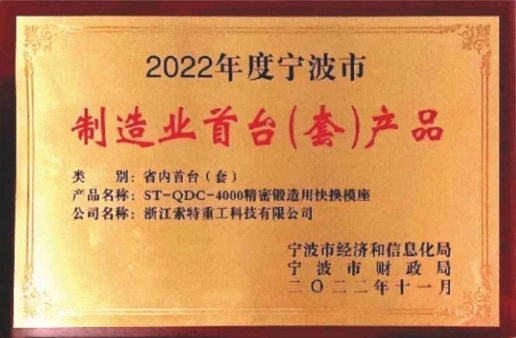 2022年度宁波市
制造业首台(套)产品
类 别：省内首台（套）
产品名称：ST-QDC-4000精密锻造用快换模座
公司名称：浙江索特重工科技有限公司
宁波市经济和信息化局
宁波市财政局
二〇二二年十一月